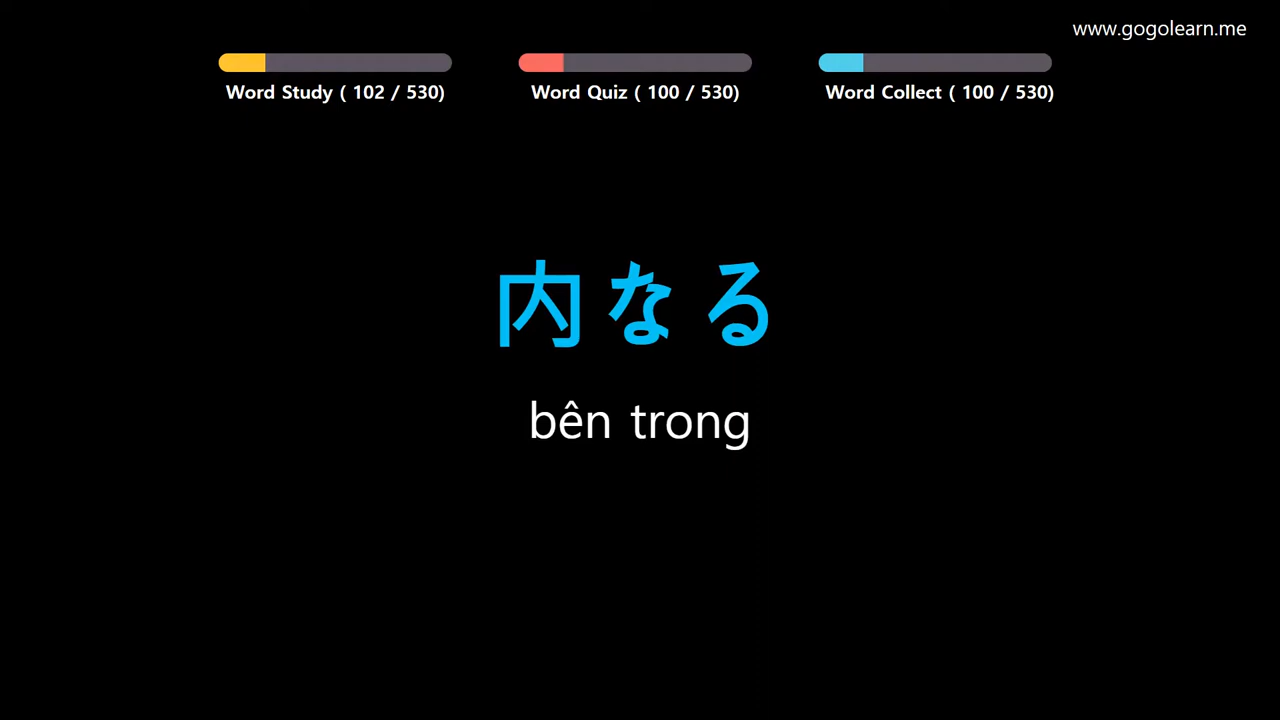 www.gogolearn.me
Word Study ( 102 / 530)
Word Quiz ( 100 / 530)
Word Collect ( 100 / 530)
内なる
bên trong